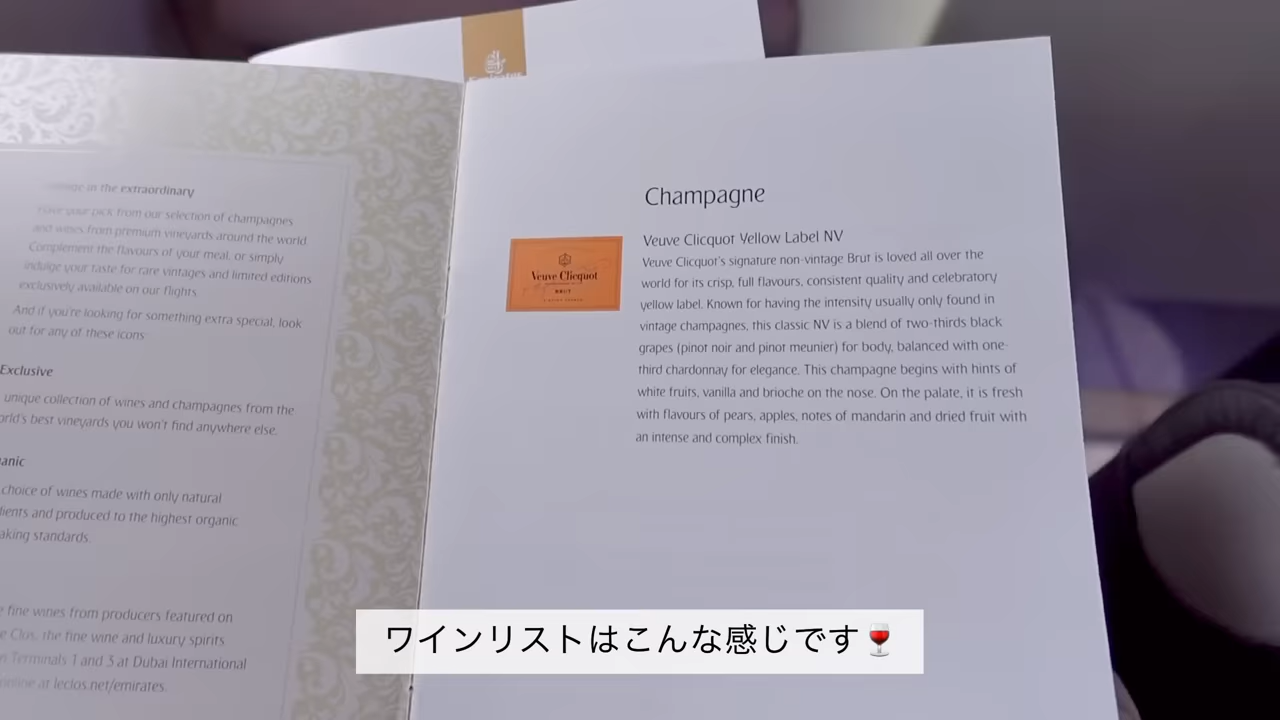 in the extraordinary
your pick from our selection of champagnes
and wines from premium vineyards around the world.
Complement the flavours of your meal, or simply
indulge your taste for rare vintages and limited editions
exclusively available on our flights.
And if you're looking for something extra special, look
out for any of these icons:
Exclusive
unique collection of wines and champagnes from the
best vineyards you won't find anywhere else.
choice of wines made with only natural
and produced to the highest organic
standards.
fine wines from producers featured on
Clos, the fine wine and luxury spirits
Terminals 1 and 3 at Dubai International
online at leclos.net/emirates.
Champagne
Veuve Clicquot Yellow Label NV
Veuve Clicquot's signature non-vintage Brut is loved all over the
world for its crisp, full flavours, consistent quality and celebratory
yellow label. Known for having the intensity usually only found in
vintage champagnes, this classic NV is a blend of two-thirds black
grapes (pinot noir and pinot meunier) for body, balanced with one-
third chardonnay for elegance. This champagne begins with hints of
white fruits, vanilla and brioche on the nose. On the palate, it is fresh
with flavours of pears, apples, notes of mandarin and dried fruit with
an intense and complex finish.
Veuve Clicquot
BRUT
ワインリストはこんな感じです🍷